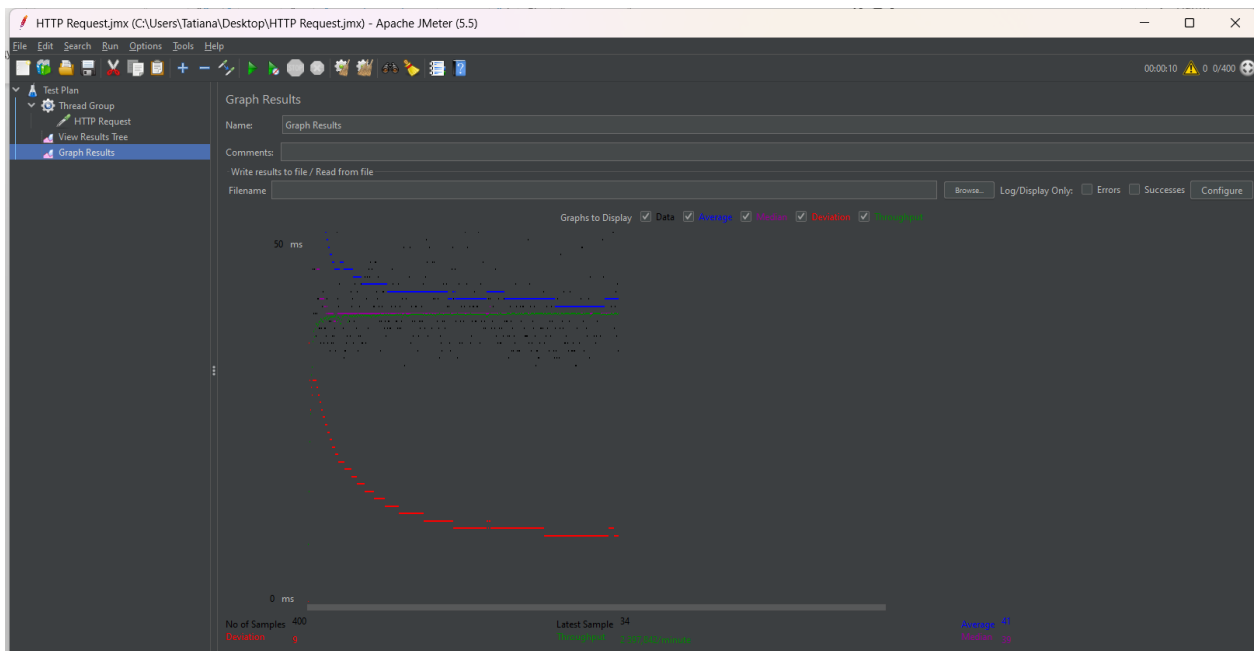 HTTP Request.jmx (C:\Users\Tatiana\Desktop\HTTP Request.jmx) - Apache JMeter (5.5)
File Edit Search Run Options Tools Help
00:00:10 0 0/400
Test Plan
Thread Group
HTTP Request
View Results Tree
Graph Results
Graph Results
Name: Graph Results
Comments:
Write results to file / Read from file
Filename Browse... Log/Display Only: Errors Successes Configure
Graphs to Display Data Average Median Deviation Throughput
50 ms
0 ms
No of Samples 400 Latest Sample 34 Average 41
Deviation 9 Throughput Median